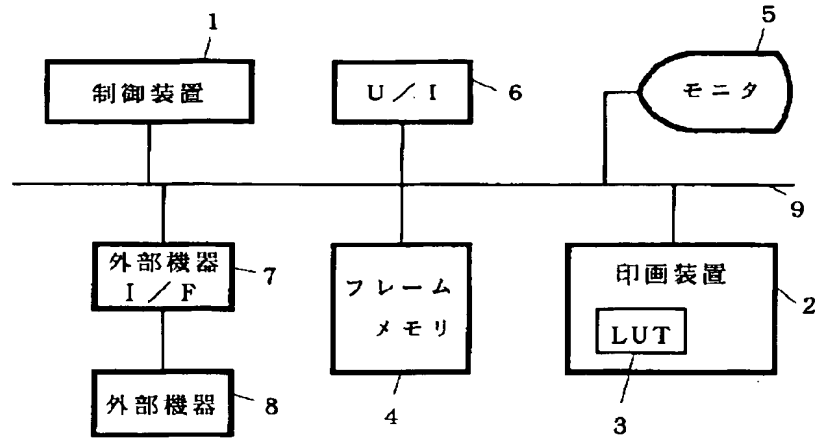 1
制御装置
U/I
6
5
モニタ
9
外部機器
I/F
7
フレーム
メモリ
4
印画装置
LUT
2
3
外部機器
8